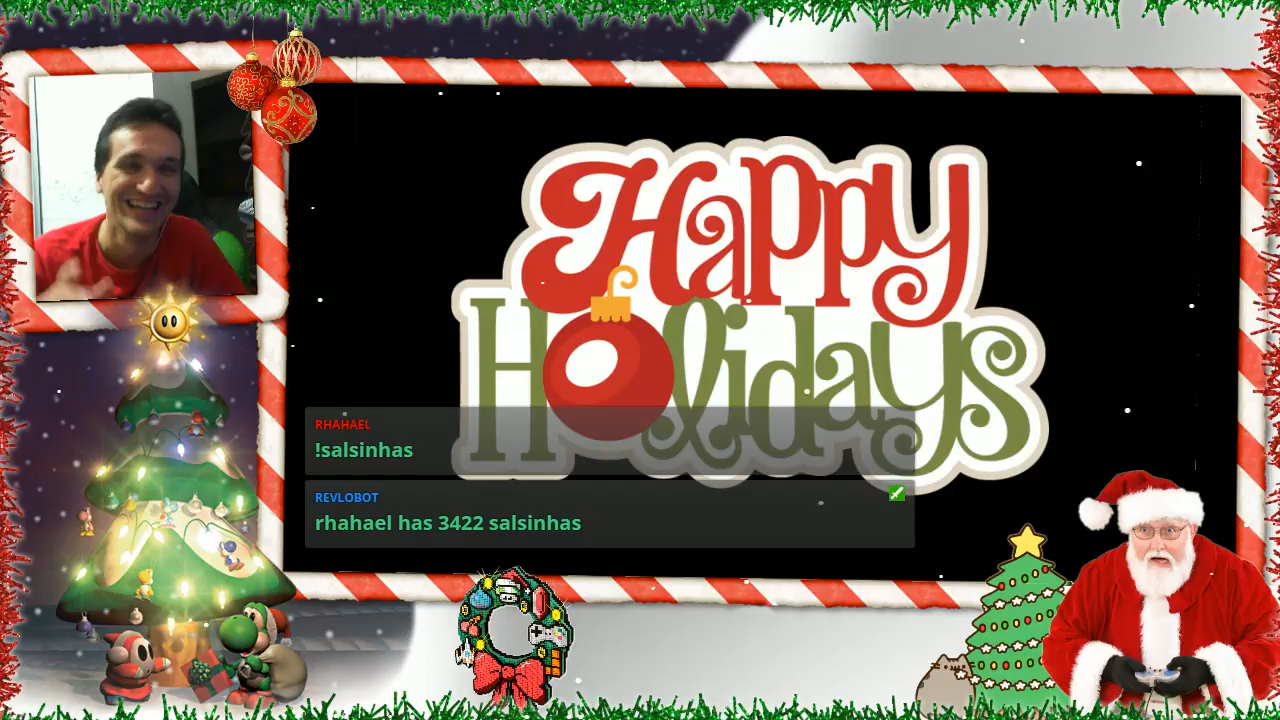 Happy
Holidays
RHAHAEL
!salsinhas
REVLOBOT
rhahael has 3422 salsinhas